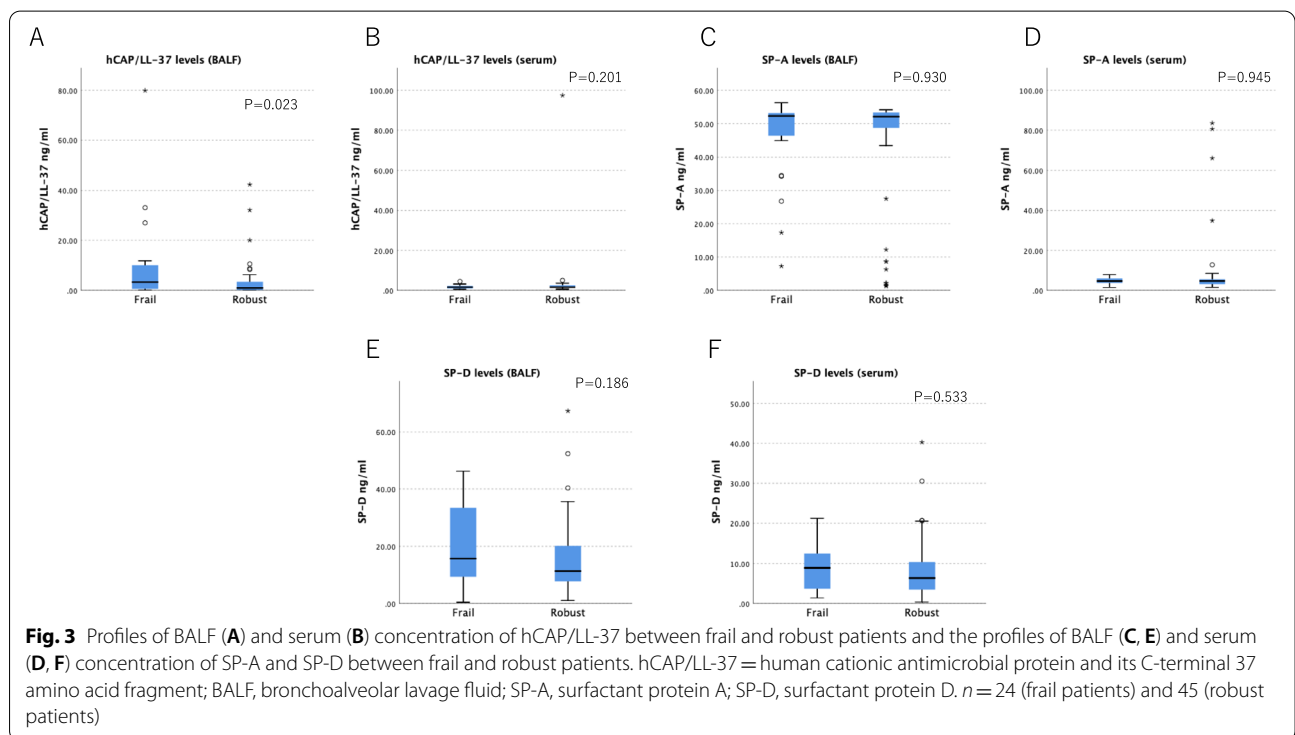 A
hCAP/LL-37 levels (BALF)
P=0.023
hCAP/LL-37 ng/ml
80.00
60.00
40.00
20.00
.00
Frail
Robust
B
hCAP/LL-37 levels (serum)
P=0.201
hCAP/LL-37 ng/ml
100.00
80.00
60.00
40.00
20.00
.00
Frail
Robust
C
SP-A levels (BALF)
P=0.930
SP-A ng/ml
60.00
50.00
40.00
30.00
20.00
10.00
.00
Frail
Robust
D
SP-A levels (serum)
P=0.945
SP-A ng/ml
100.00
80.00
60.00
40.00
20.00
.00
Frail
Robust
E
SP-D levels (BALF)
P=0.186
SP-D ng/ml
60.00
40.00
20.00
.00
Frail
Robust
F
SP-D levels (serum)
P=0.533
SP-D ng/ml
50.00
40.00
30.00
20.00
10.00
.00
Frail
Robust
Fig. 3 Profiles of BALF (A) and serum (B) concentration of hCAP/LL-37 between frail and robust patients and the profiles of BALF (C, E) and serum
(D, F) concentration of SP-A and SP-D between frail and robust patients. hCAP/LL-37 = human cationic antimicrobial protein and its C-terminal 37
amino acid fragment; BALF, bronchoalveolar lavage fluid; SP-A, surfactant protein A; SP-D, surfactant protein D. n = 24 (frail patients) and 45 (robust
patients)